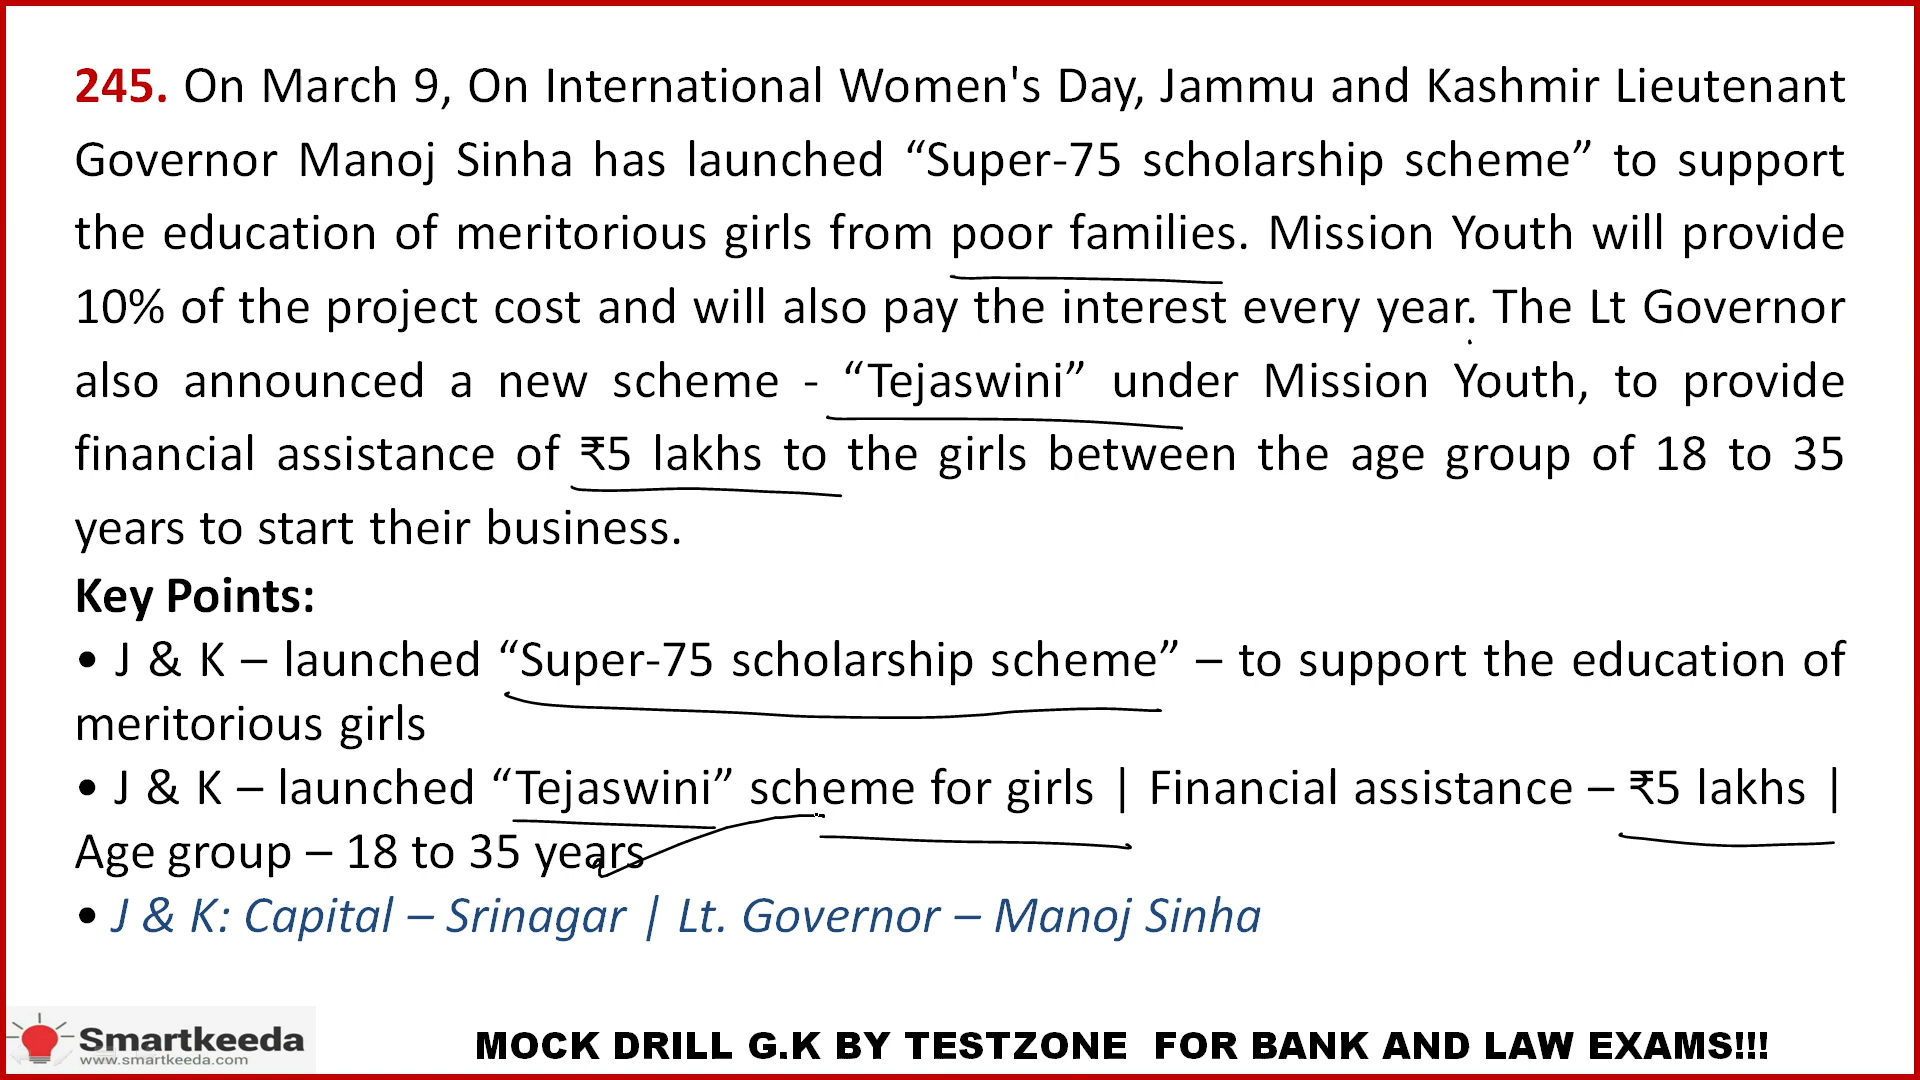 245. On March 9, On International Women's Day, Jammu and Kashmir Lieutenant
Governor Manoj Sinha has launched “Super-75 scholarship scheme” to support
the education of meritorious girls from poor families. Mission Youth will provide
10% of the project cost and will also pay the interest every year. The Lt Governor
also announced a new scheme - “Tejaswini” under Mission Youth, to provide
financial assistance of ₹5 lakhs to the girls between the age group of 18 to 35
years to start their business.
Key Points:
• J & K – launched “Super-75 scholarship scheme” – to support the education of
meritorious girls
• J & K – launched “Tejaswini” scheme for girls | Financial assistance – ₹5 lakhs |
Age group – 18 to 35 years
• J & K: Capital – Srinagar | Lt. Governor – Manoj Sinha
Smartkeeda
www.smartkeeda.com
MOCK DRILL G.K BY TESTZONE FOR BANK AND LAW EXAMS!!!